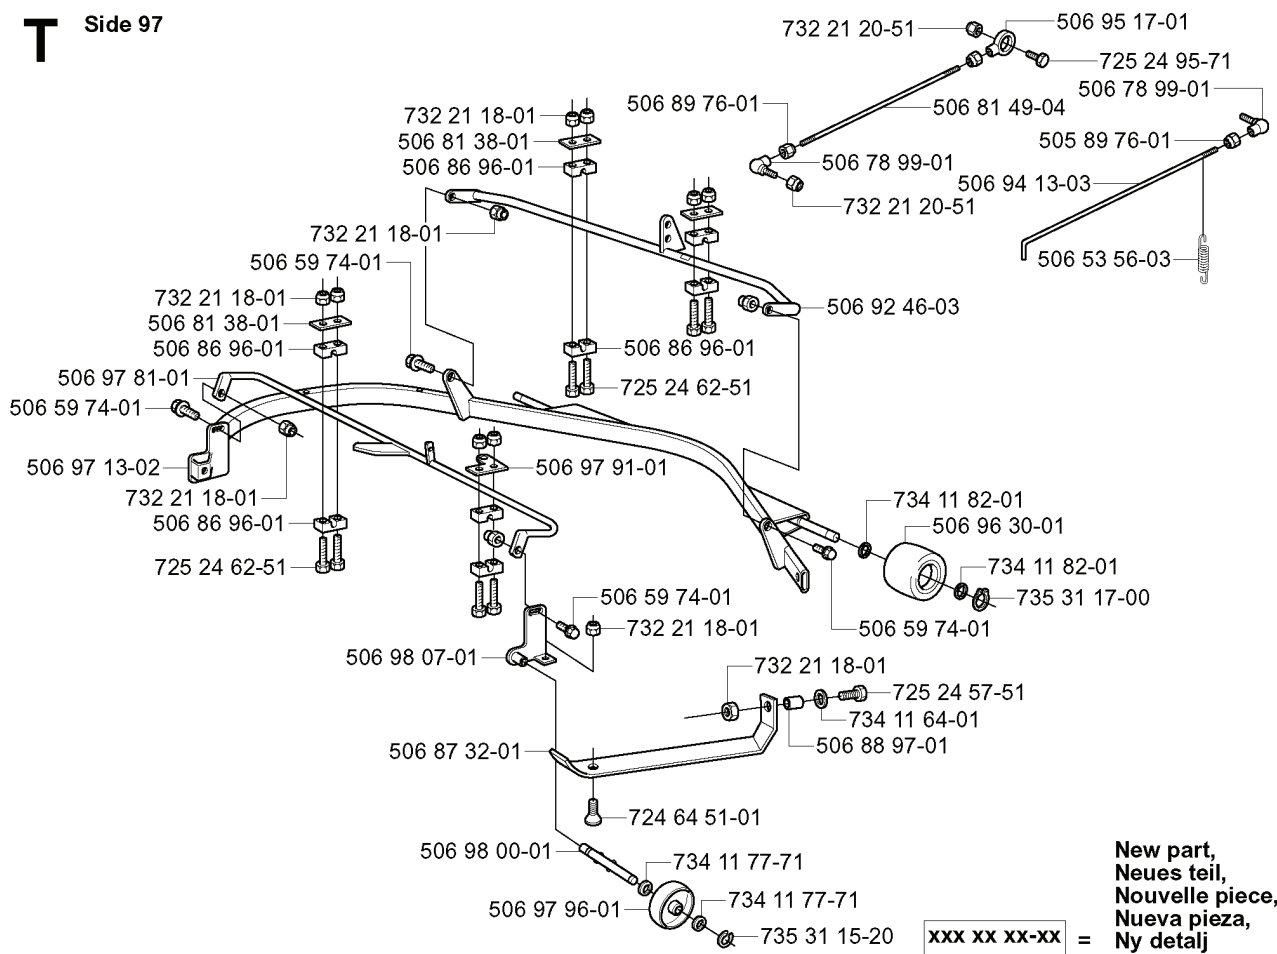 T
Side 97
732 21 20-51
506 95 17-01
725 24 95-71
506 78 99-01
506 89 76-01
506 81 49-04
732 21 18-01
506 81 38-01
506 86 96-01
505 89 76-01
506 78 99-01
506 94 13-03
732 21 20-51
732 21 18-01
506 59 74-01
506 53 56-03
732 21 18-01
506 81 38-01
506 86 96-01
506 92 46-03
506 86 96-01
506 97 81-01
725 24 62-51
506 59 74-01
506 97 13-02
506 97 91-01
732 21 18-01
506 86 96-01
734 11 82-01
506 96 30-01
725 24 62-51
734 11 82-01
735 31 17-00
506 59 74-01
732 21 18-01
506 59 74-01
506 98 07-01
732 21 18-01
725 24 57-51
734 11 64-01
506 88 97-01
506 87 32-01
724 64 51-01
506 98 00-01
734 11 77-71
734 11 77-71
506 97 96-01
735 31 15-20
xxx xx xx-xx =
New part,
Neues teil,
Nouvelle piece,
Nueva pieza,
Ny detalj